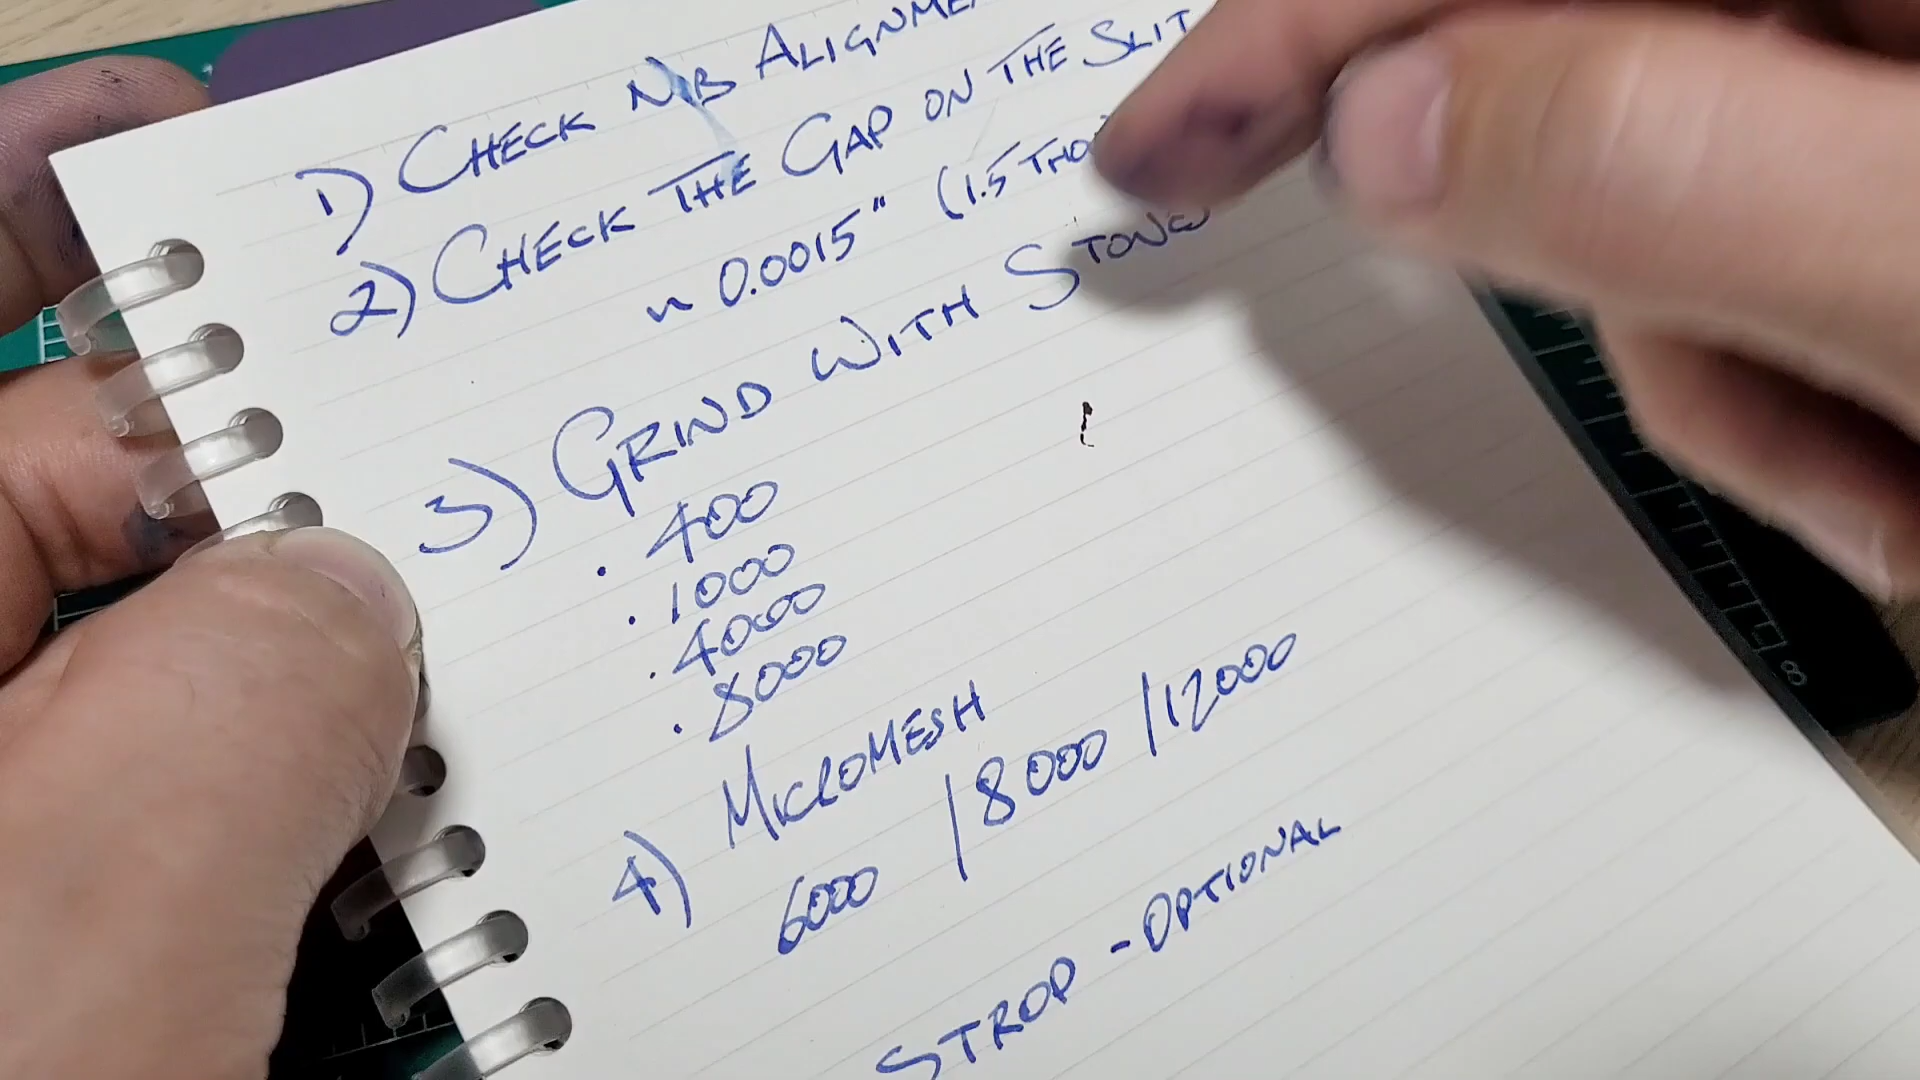 1) CHECK NIB
2) CHECK THE GAP ON THE SLIT
~ 0.0015" (1.5
3) GRIND WITH
. 400
. 1000
. 4000
. 8000
4) MICROMESH
6000 / 8000 / 12000
STROP - OPTIONAL
8